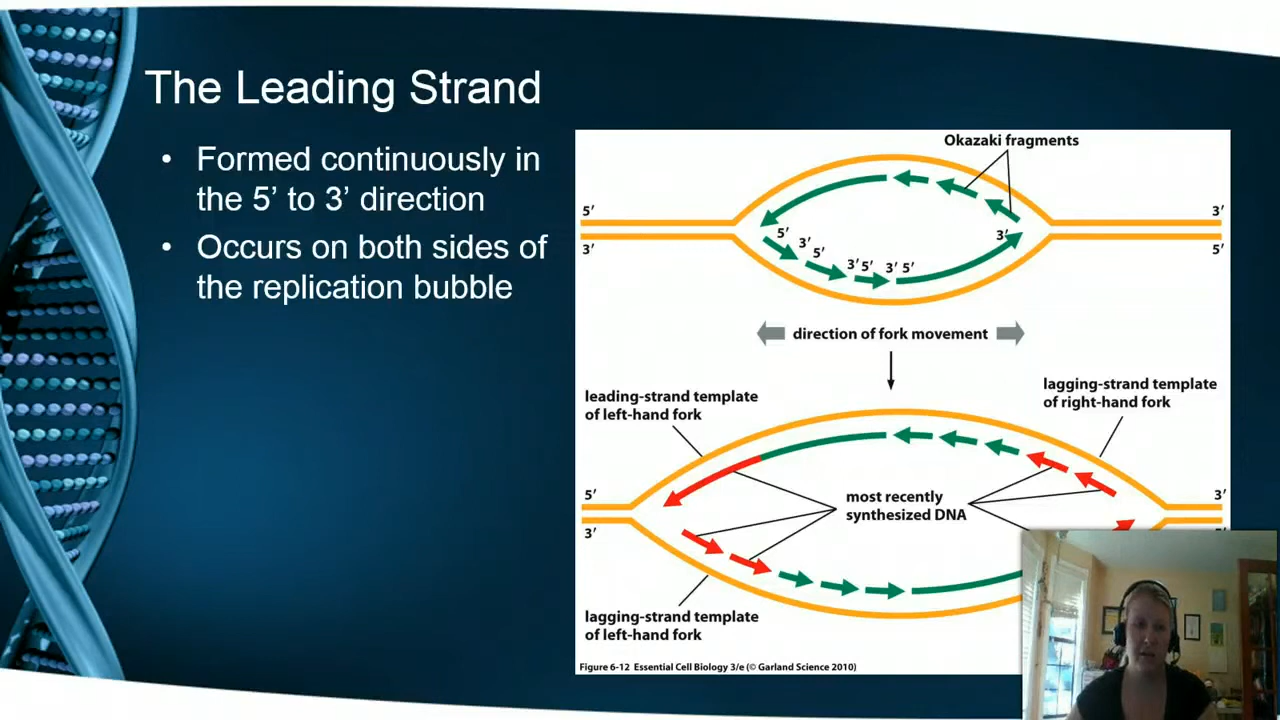 The Leading Strand
• Formed continuously in
the 5’ to 3’ direction
• Occurs on both sides of
the replication bubble
Okazaki fragments
5′ 3′
3′ 5′
5′ 3′
3′
5′
3′ 5′ 3′ 5′
direction of fork movement
leading-strand template
of left-hand fork
lagging-strand template
of right-hand fork
5′ 3′
3′
most recently
synthesized DNA
lagging-strand template
of left-hand fork
Figure 6-12 Essential Cell Biology 3/e (© Garland Science 2010)